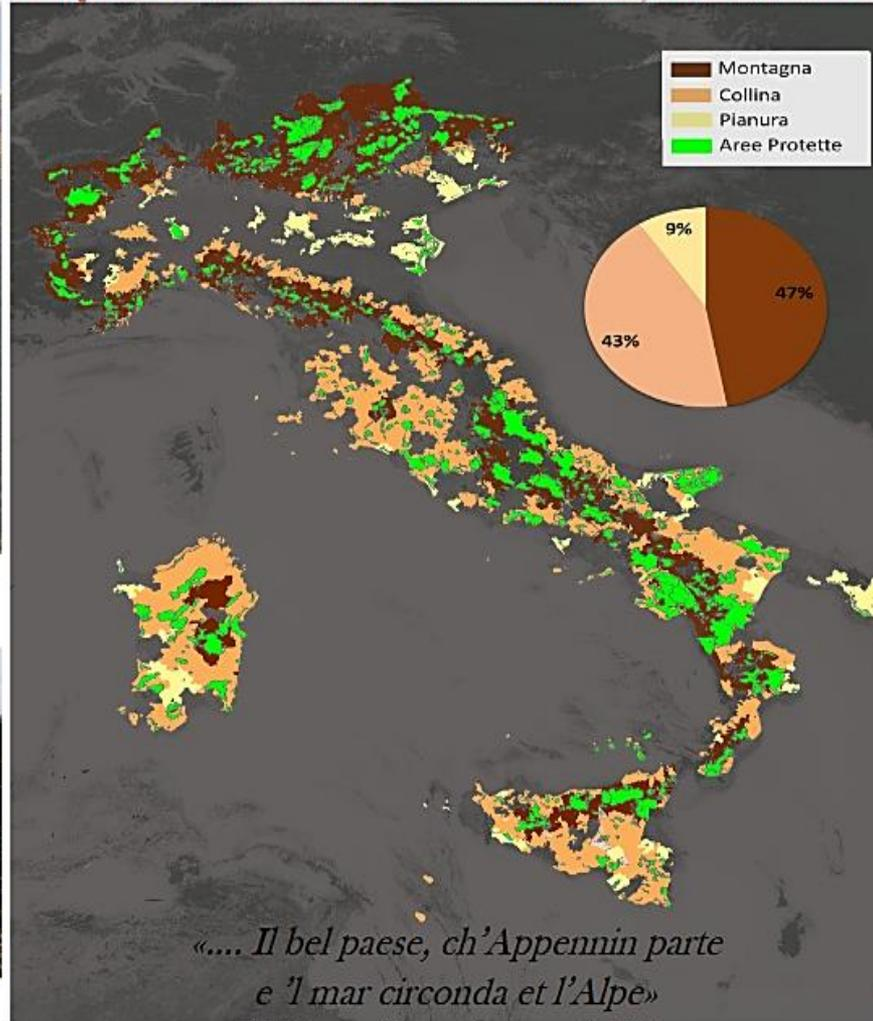 Montagna
Collina
Pianura
Aree Protette
9%
47%
43%
«.... Il bel paese, ch’Appennin parte
e ’l mar circonda et l’Alpe»